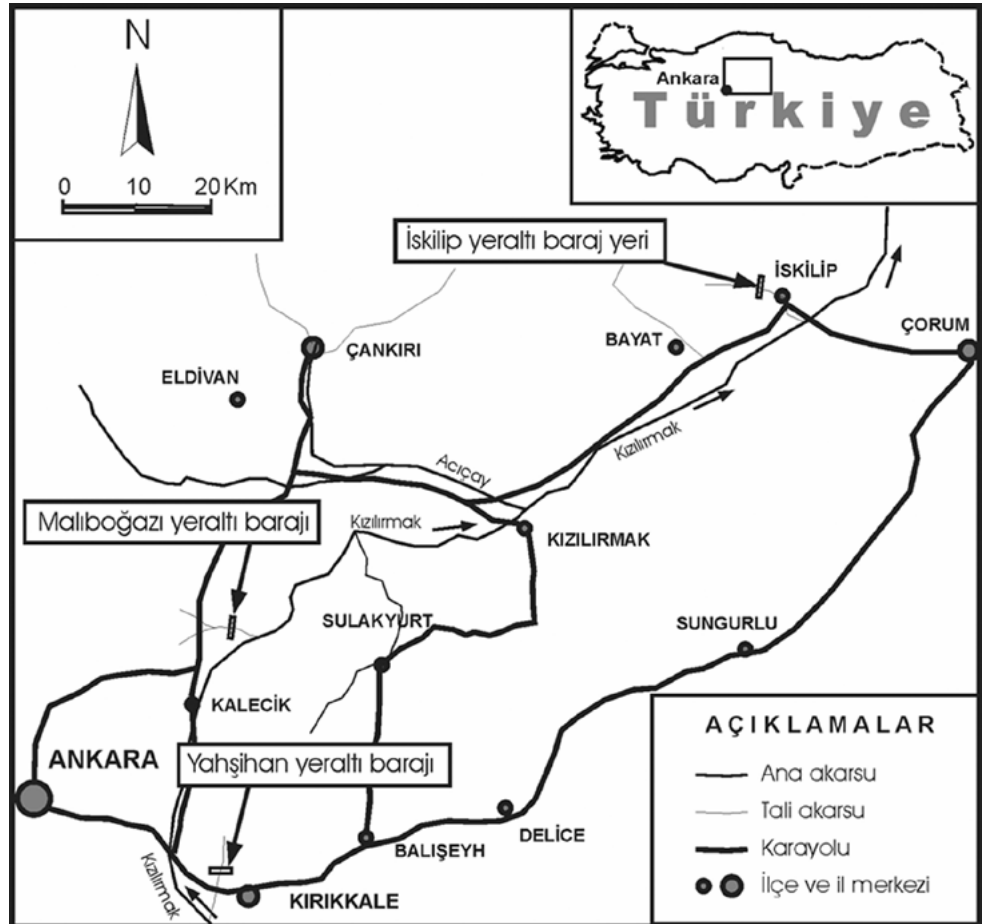 N
0 10 20 Km
Ankara
Türkiye
İskilip yeraltı baraj yeri
İSKİLİP
ÇORUM
BAYAT
ÇANKIRI
ELDİVAN
Kızılırmak
Acıçay
Malıboğazı yeraltı barajı
Kızılırmak
KIZILIRMAK
SULAKYURT
SUNGURLU
KALECİK
ANKARA
Yahşihan yeraltı barajı
DELİCE
BALIŞEYH
KIRIKKALE
Kızılırmak
AÇIKLAMALAR
Ana akarsu
Tali akarsu
Karayolu
İlçe ve il merkezi